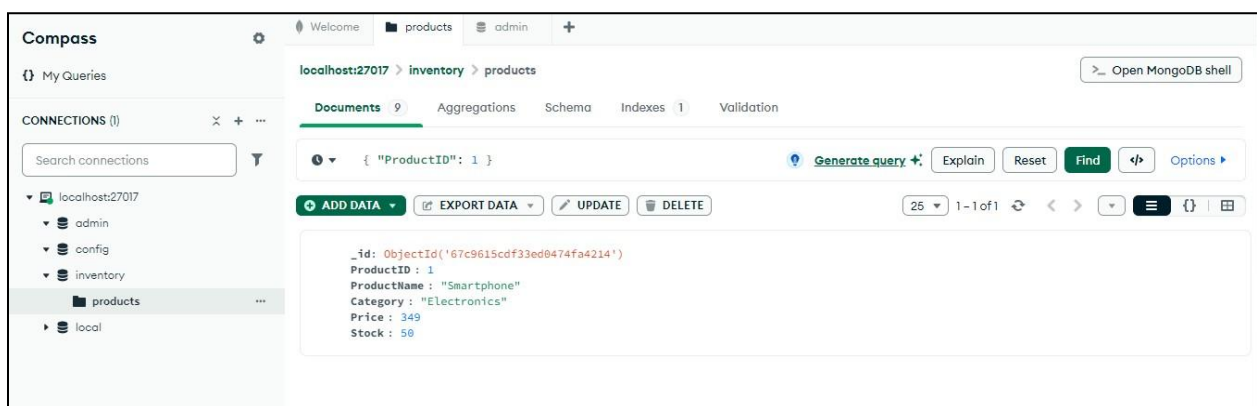 Compass
{} My Queries
CONNECTIONS (1)
Search connections
localhost:27017
admin
config
inventory
products
local
Welcome products admin
localhost:27017 > inventory > products
>_ Open MongoDB shell
Documents 9 Aggregations Schema Indexes 1 Validation
{ "ProductID": 1 }
Generate query Explain Reset Find </> Options
ADD DATA EXPORT DATA UPDATE DELETE
25 1-1 of 1 {}
_id: ObjectId('67c9615cdf33ed0474fa4214')
ProductID : 1
ProductName : "Smartphone"
Category : "Electronics"
Price : 349
Stock : 50